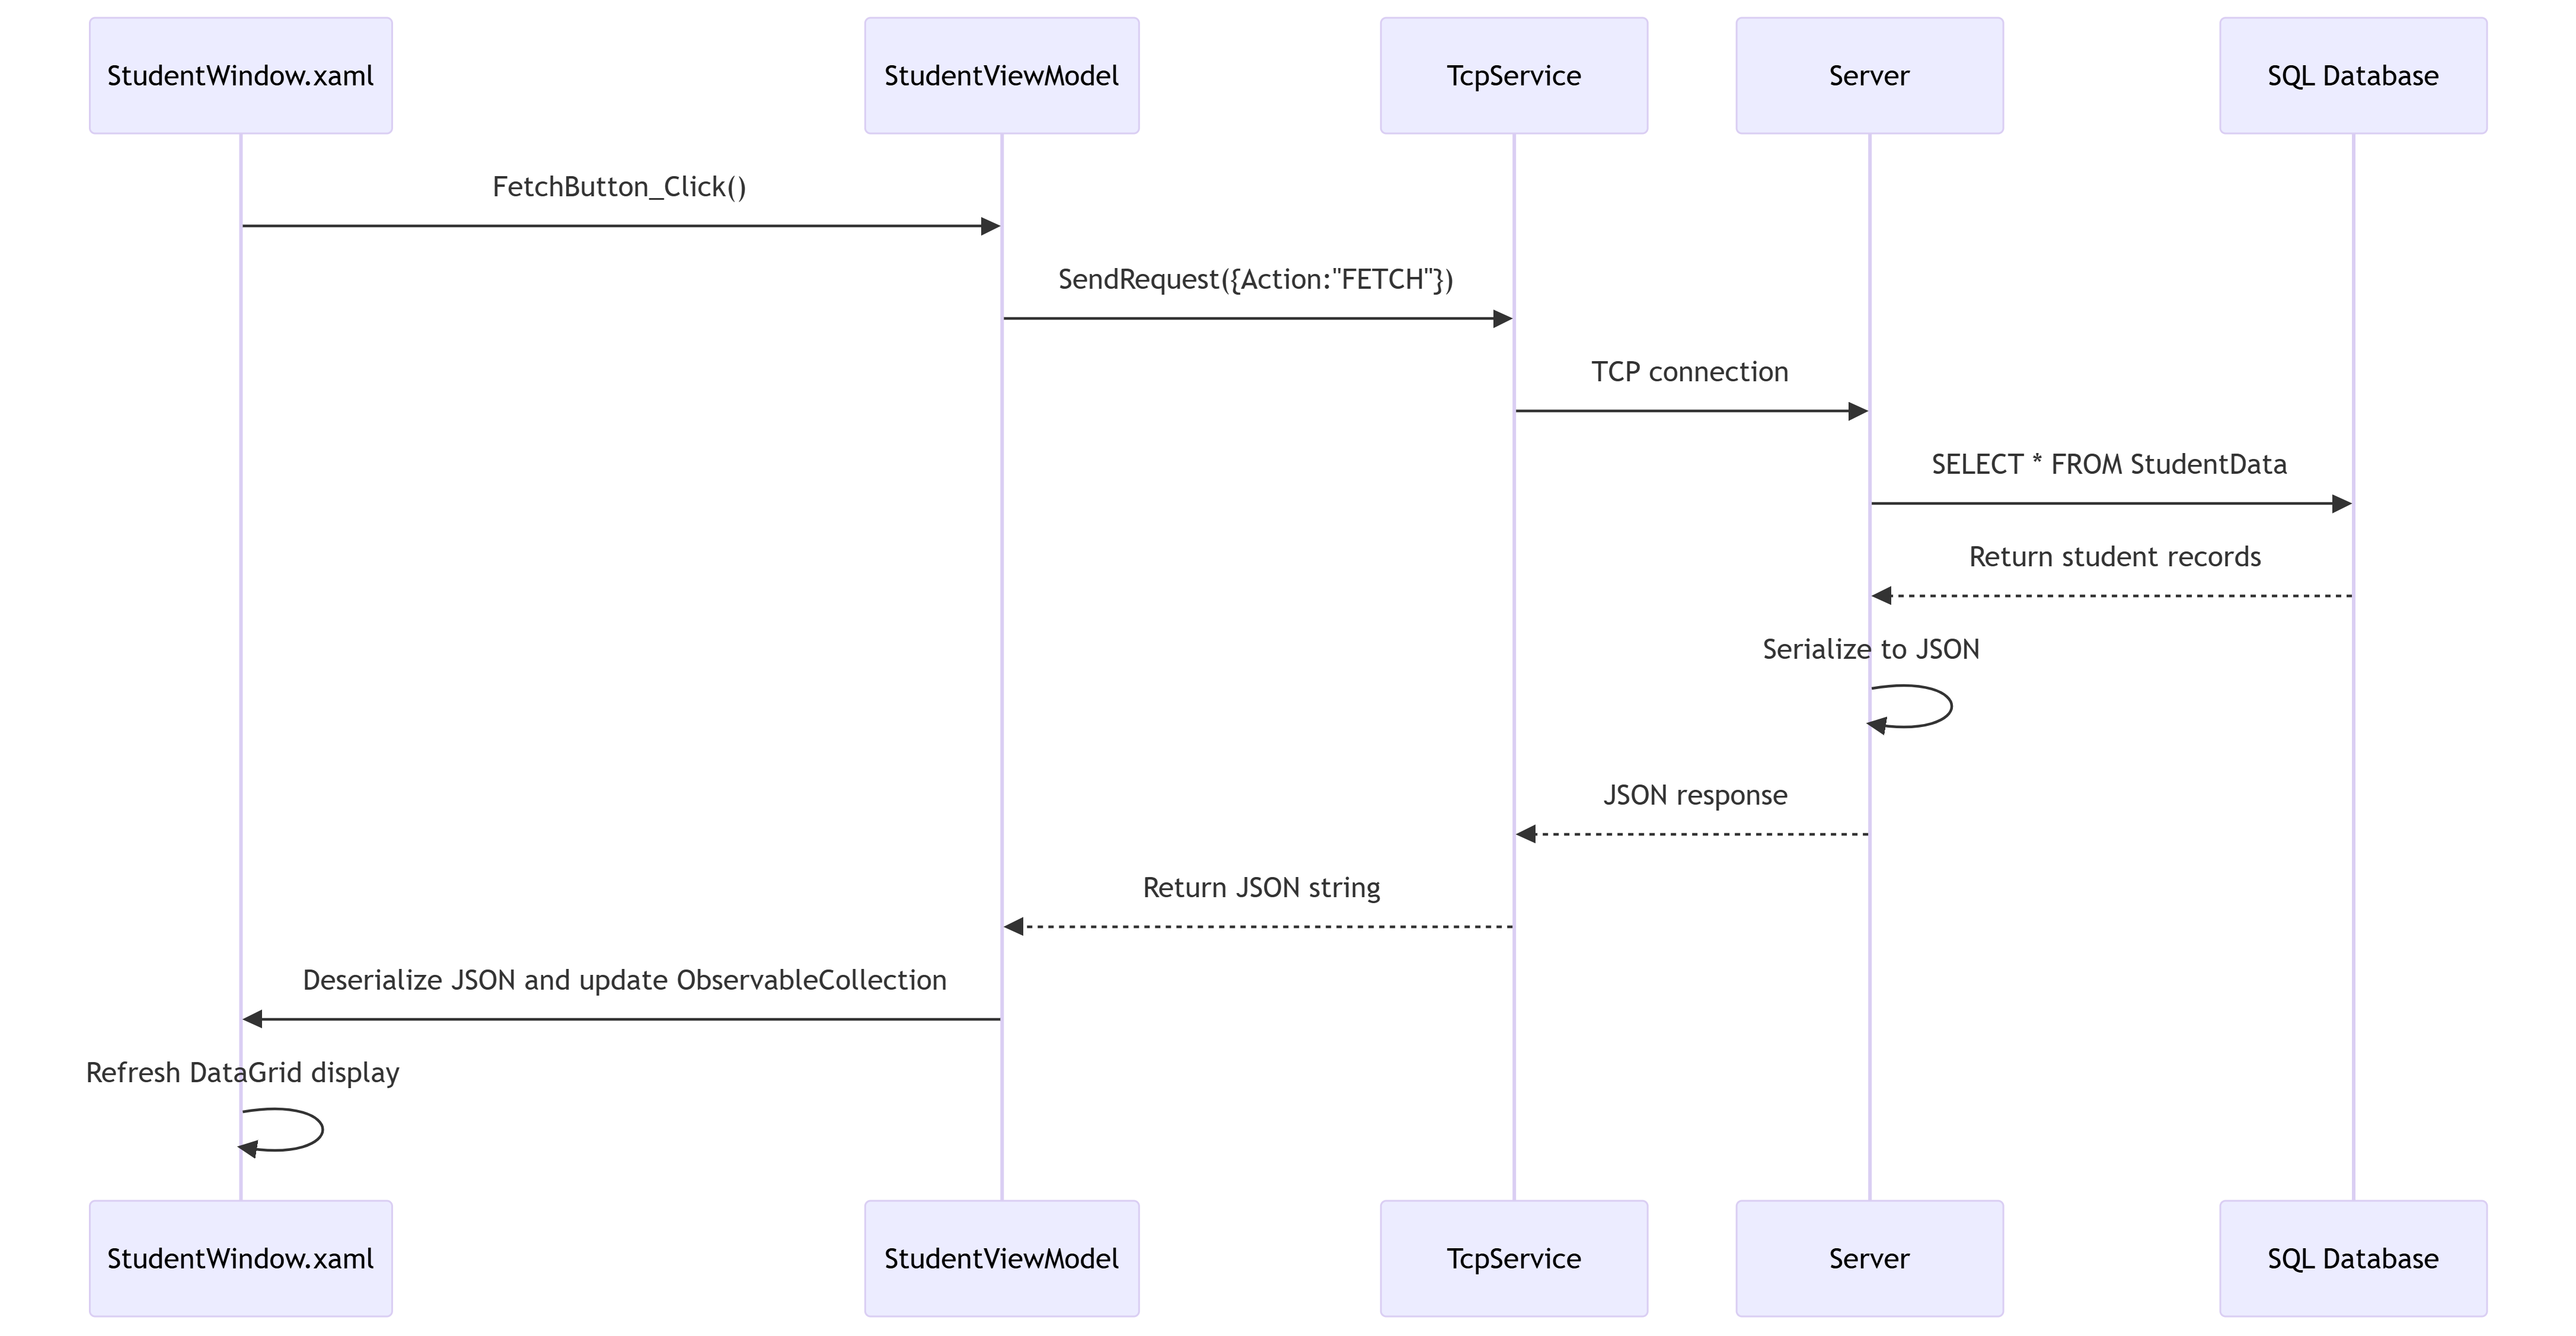 StudentWindow.xaml
StudentViewModel
TcpService
Server
SQL Database
FetchButton_Click()
SendRequest({Action:"FETCH"})
TCP connection
SELECT * FROM StudentData
Return student records
Serialize to JSON
JSON response
Return JSON string
Deserialize JSON and update ObservableCollection
Refresh DataGrid display
StudentWindow.xaml
StudentViewModel
TcpService
Server
SQL Database